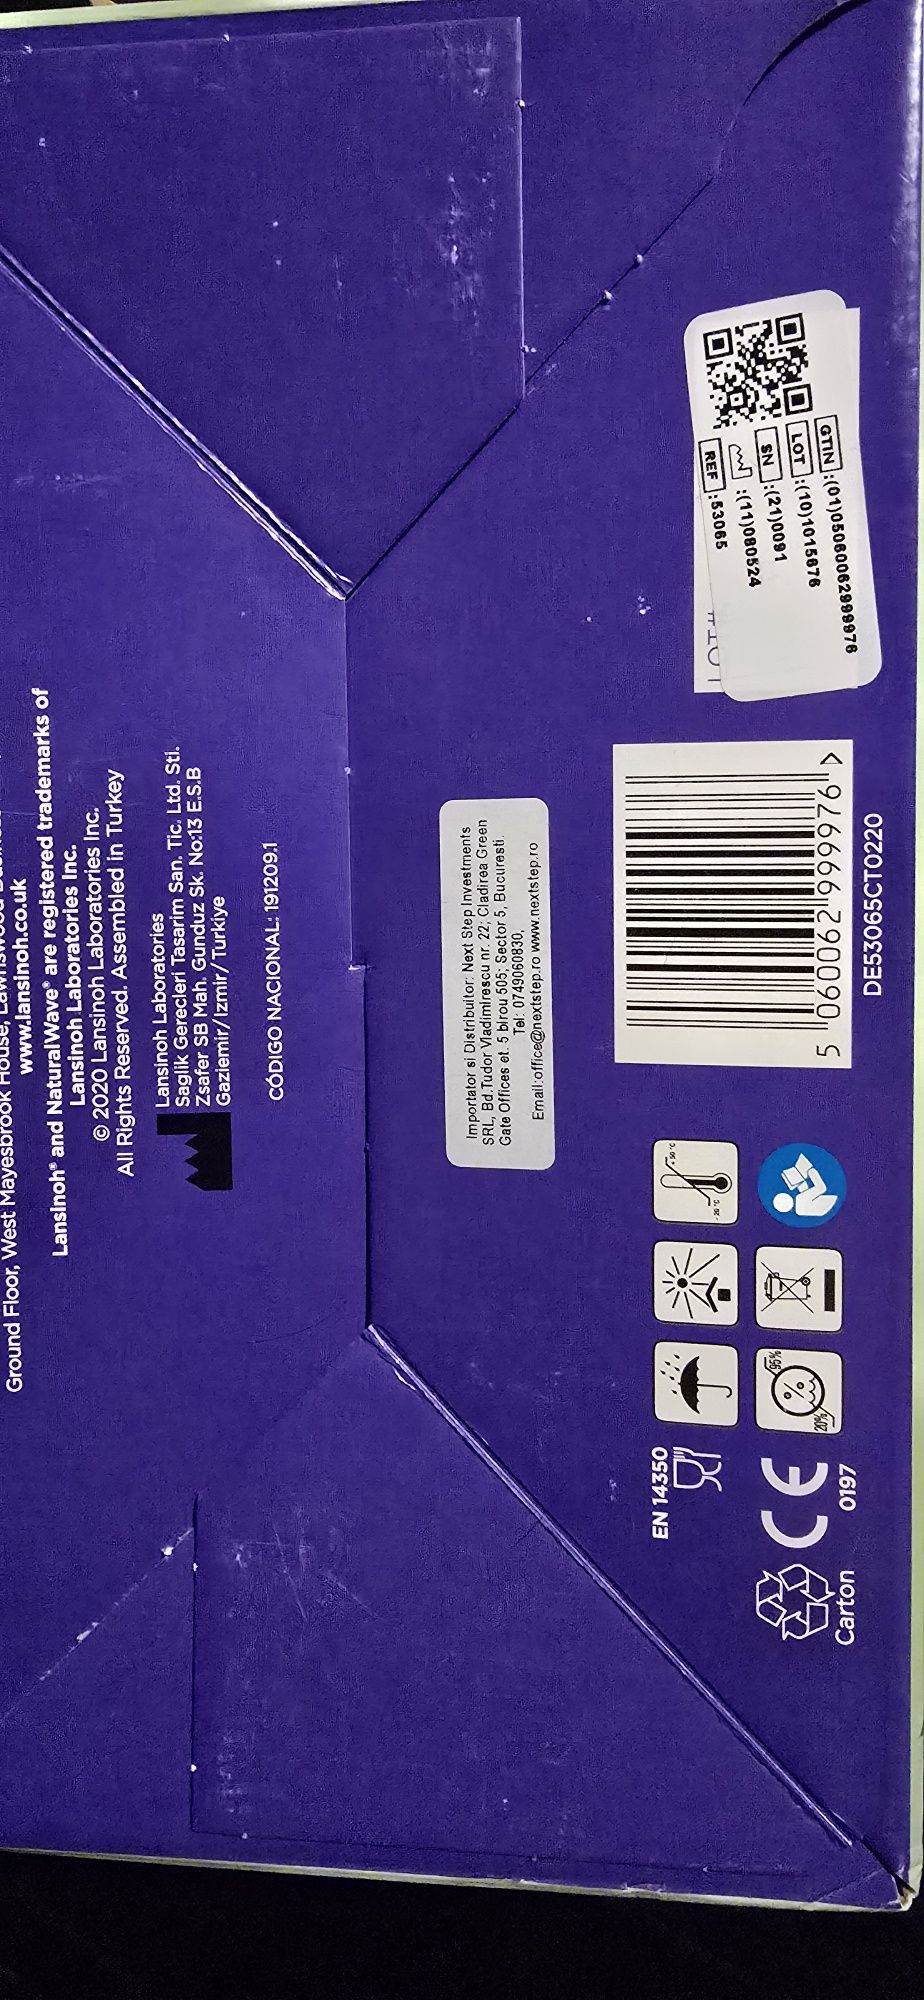 Ground Floor, West Mayesbrook House,
www.lansinoh.co.uk
Lansinoh® and NaturalWave® are registered trademarks of
Lansinoh Laboratories Inc.
© 2020 Lansinoh Laboratories Inc.
All Rights Reserved. Assembled in Turkey
Lansinoh Laboratories
Saglik Gerecleri Tasarim San. Tic. Ltd. Sti.
Zsafer SB Mah. Gunduz Sk. No:13 E.S.B
Gaziemir/Izmir/Turkiye
CÓDIGO NACIONAL: 191209.1
Importator si Distribuitor: Next Step Investments
SRL, Bd.Tudor Vladimirescu nr. 22; Cladirea Green
Gate Offices et. 5 birou 505; Sector 5, Bucuresti.
Tel: 0749060830,
Email:office@nextstep.ro www.nextstep.ro
EN 14350
- 20 °C
+ 50 °C
20%
%
95%
CE
0197
Carton
5 060062 999976 >
DE53065CT0220
GTIN :(01)05060062999976
LOT :(10)1015676
SN :(21)0091
:(11)080524
REF :53065